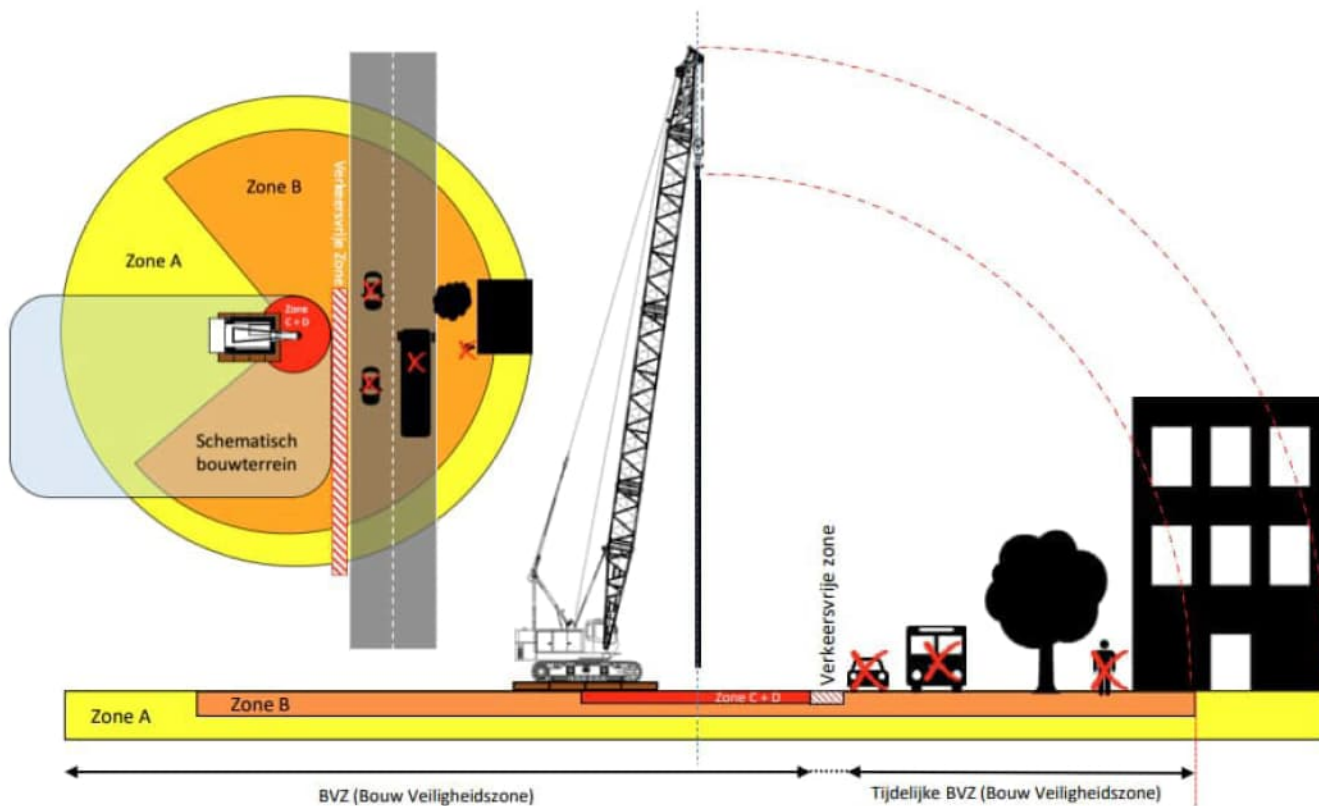 Zone B
Verkeersvrije Zone
Zone A
Zone
C + D
Schematisch
bouwterrein
Verkeersvrije zone
Zone C + D
Zone B
Zone A
BVZ (Bouw Veiligheidszone)
Tijdelijke BVZ (Bouw Veiligheidszone)